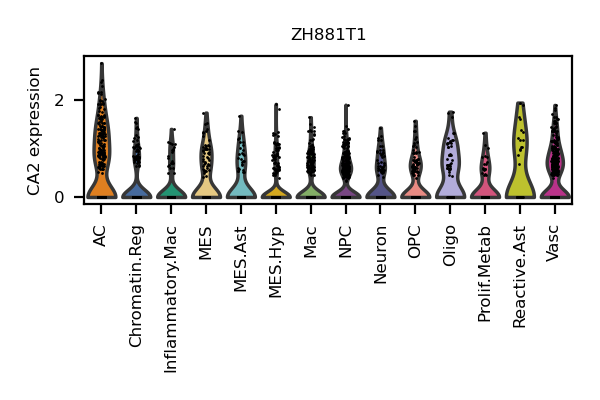 ZH881T1
CA2 expression
2
0
AC
Chromatin.Reg
Inflammatory.Mac
MES
MES.Ast
MES.Hyp
Mac
NPC
Neuron
OPC
Oligo
Prolif.Metab
Reactive.Ast
Vasc